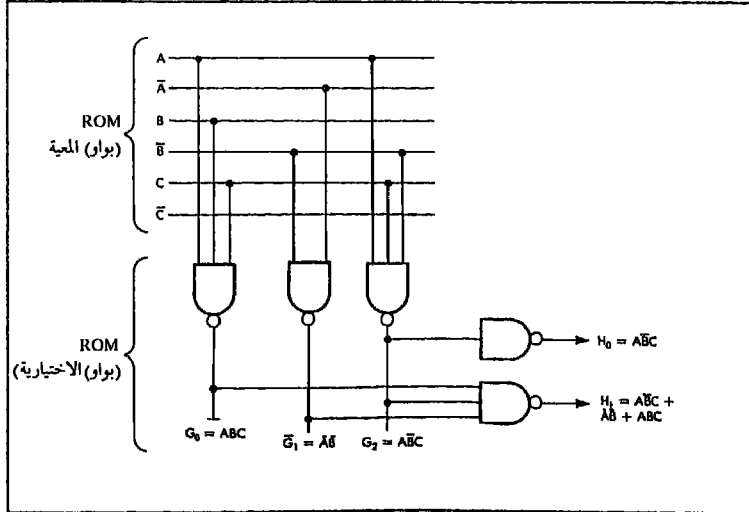 A
Ā
ROM
(بواو) المعية
B
B̄
C
C̄
ROM
(بواو) الاختيارية)
H₀ = AB̄C
H₁ = AB̄C +
ĀB̄ + ABC
G₀ = ABC
Ḡ₁ = ĀB̄
G₂ = AB̄C